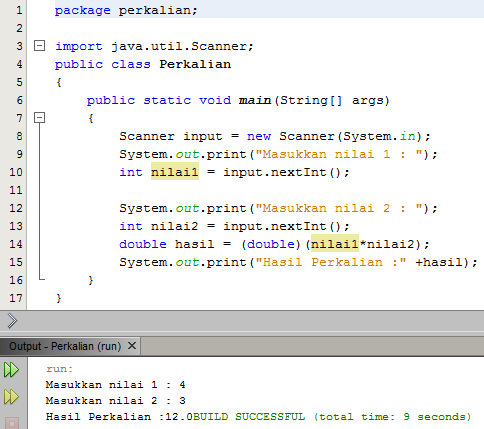 1 package perkalian;
2
3 import java.util.Scanner;
4 public class Perkalian
5 {
6 public static void main(String[] args)
7 {
8 Scanner input = new Scanner(System.in);
9 System.out.print("Masukkan nilai 1 : ");
10 int nilai1 = input.nextInt();
11
12 System.out.print("Masukkan nilai 2 : ");
13 int nilai2 = input.nextInt();
14 double hasil = (double)(nilai1*nilai2);
15 System.out.print("Hasil Perkalian :" +hasil);
16 }
17 }
Output - Perkalian (run)
run:
Masukkan nilai 1 : 4
Masukkan nilai 2 : 3
Hasil Perkalian :12.0BUILD SUCCESSFUL (total time: 9 seconds)